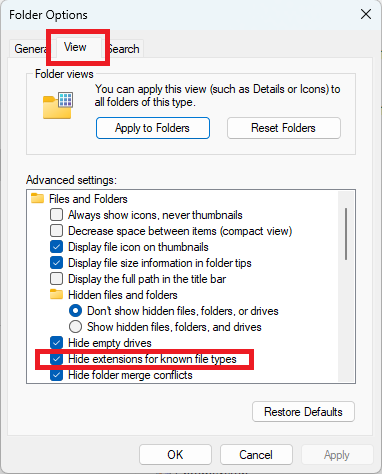 Folder Options
General
View
Search
Folder views
You can apply this view (such as Details or Icons) to
all folders of this type.
Apply to Folders
Reset Folders
Advanced settings:
Files and Folders
Always show icons, never thumbnails
Decrease space between items (compact view)
Display file icon on thumbnails
Display file size information in folder tips
Display the full path in the title bar
Hidden files and folders
Don't show hidden files, folders, or drives
Show hidden files, folders, and drives
Hide empty drives
Hide extensions for known file types
Hide folder merge conflicts
Restore Defaults
OK
Cancel
Apply